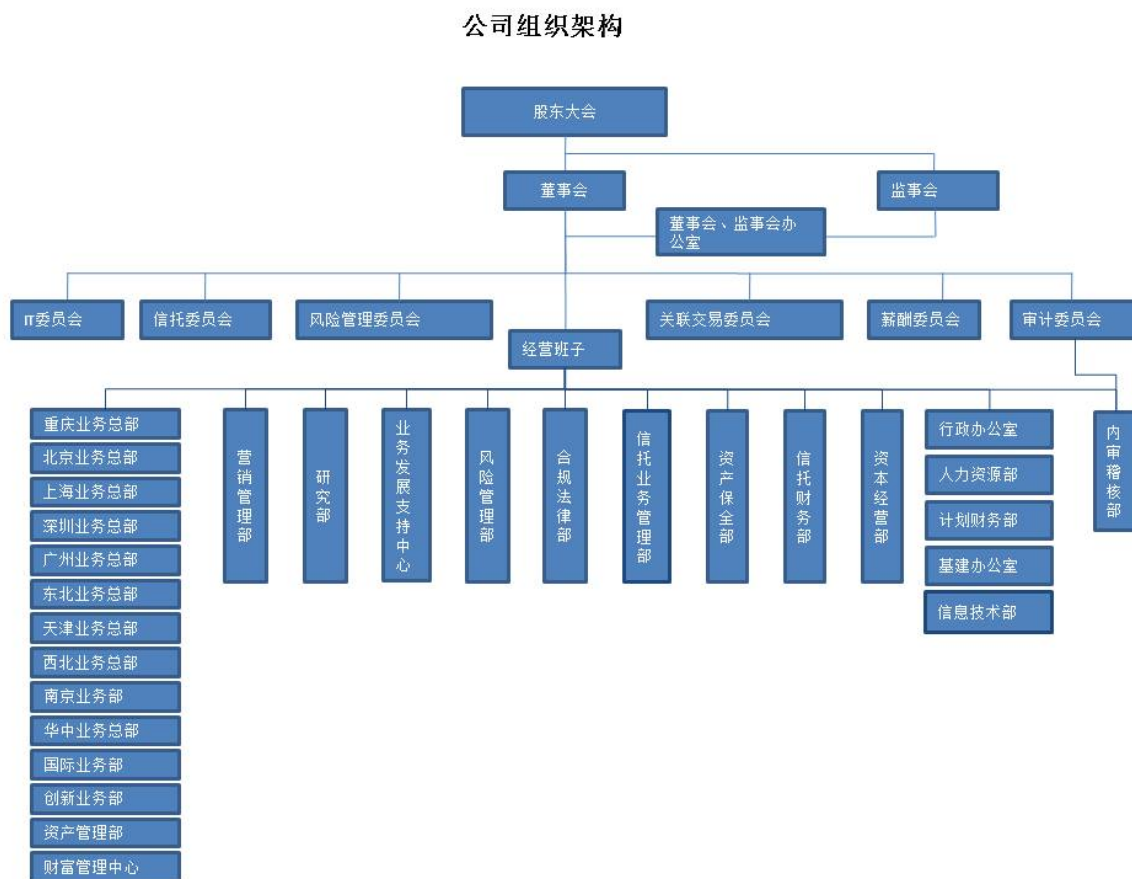 公司组织架构
股东大会
董事会
监事会
董事会、监事会办
公室
IT委员会
信托委员会
风险管理委员会
关联交易委员会
薪酬委员会
审计委员会
经营班子
重庆业务总部
北京业务总部
上海业务总部
深圳业务总部
广州业务总部
东北业务总部
天津业务总部
西北业务总部
南京业务部
华中业务总部
国际业务部
创新业务部
资产管理部
财富管理中心
营销管理部
研究部
业务发展支持中心
风险管理部
合规法律部
信托业务管理部
资产保全部
信托财务部
资本经营部
行政办公室
人力资源部
计划财务部
基建办公室
信息技术部
内审稽核部